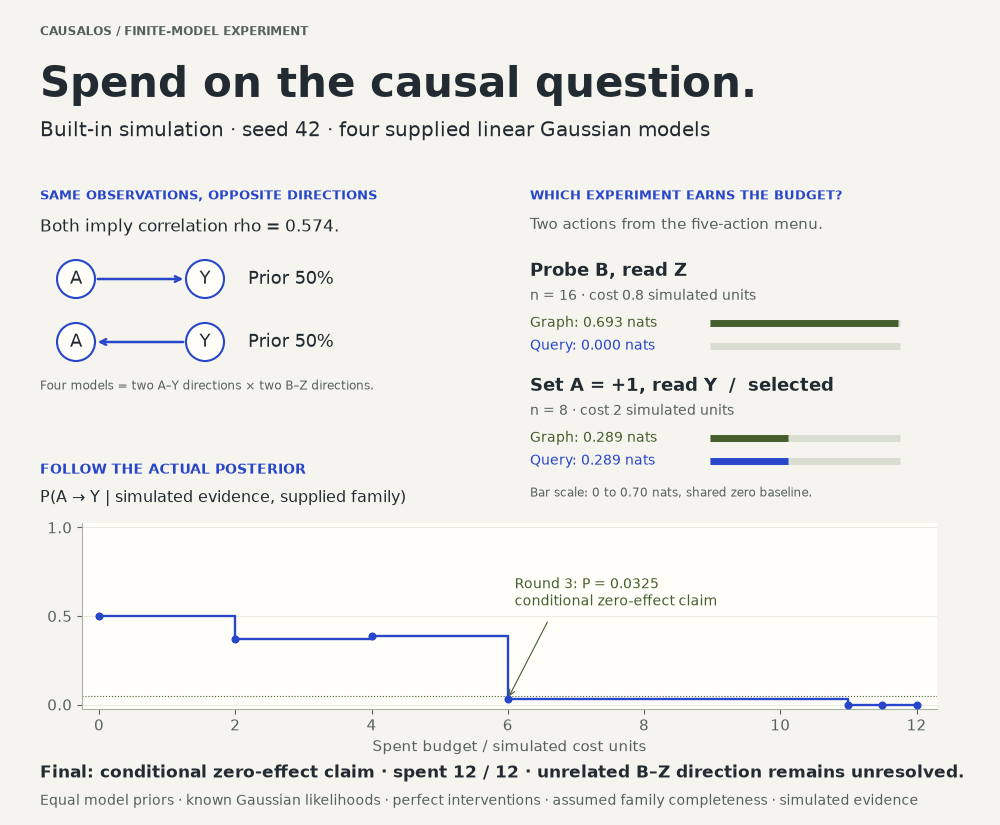 CAUSALOS / FINITE-MODEL EXPERIMENT
Spend on the causal question.
Built-in simulation · seed 42 · four supplied linear Gaussian models
SAME OBSERVATIONS, OPPOSITE DIRECTIONS
Both imply correlation rho = 0.574.
A Y Prior 50%
A Y Prior 50%
Four models = two A–Y directions × two B–Z directions.
WHICH EXPERIMENT EARNS THE BUDGET?
Two actions from the five-action menu.
Probe B, read Z
n = 16 · cost 0.8 simulated units
Graph: 0.693 nats
Query: 0.000 nats
Set A = +1, read Y / selected
n = 8 · cost 2 simulated units
Graph: 0.289 nats
Query: 0.289 nats
Bar scale: 0 to 0.70 nats, shared zero baseline.
FOLLOW THE ACTUAL POSTERIOR
P(A → Y | simulated evidence, supplied family)
1.0
0.5
0.0
Round 3: P = 0.0325
conditional zero-effect claim
0 2 4 6 8 10 12
Spent budget / simulated cost units
Final: conditional zero-effect claim · spent 12 / 12 · unrelated B–Z direction remains unresolved.
Equal model priors · known Gaussian likelihoods · perfect interventions · assumed family completeness · simulated evidence